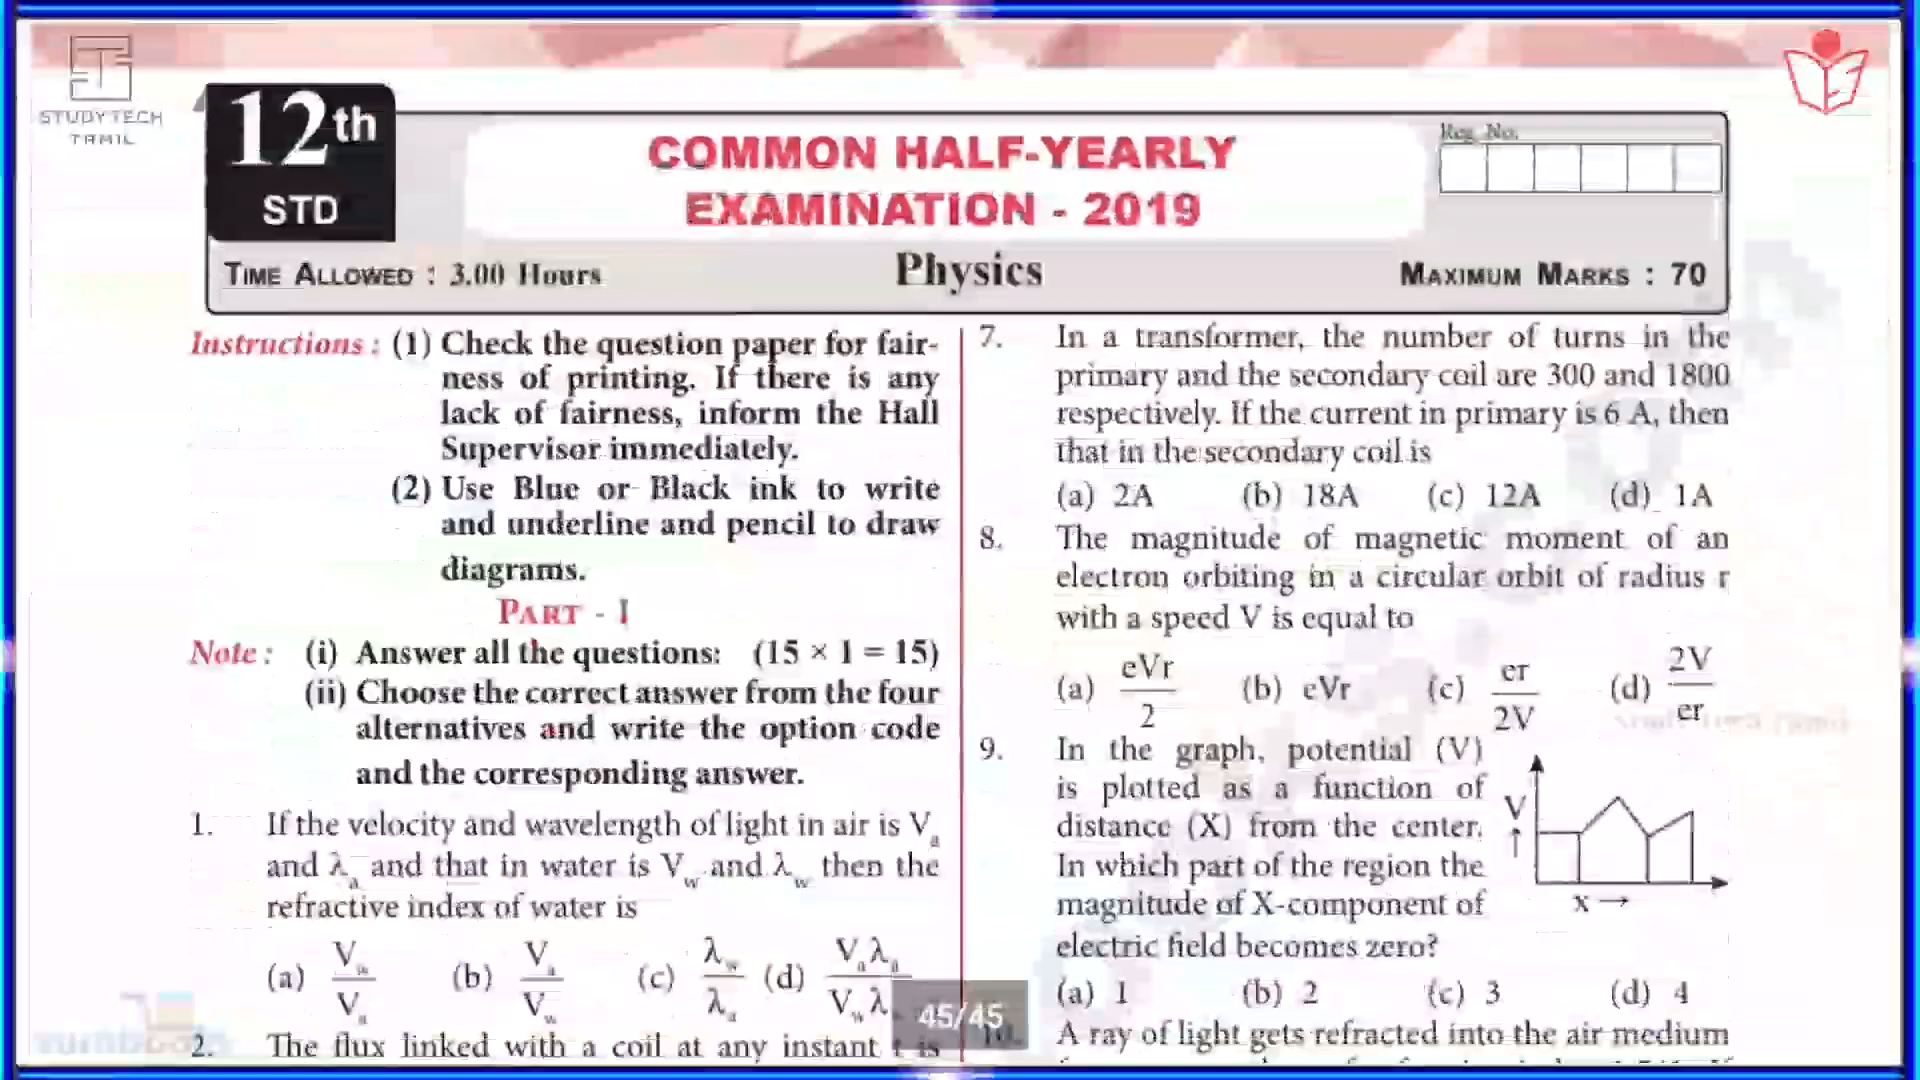 STUDYTECH
TAMIL
12th
STD
COMMON HALF-YEARLY
EXAMINATION - 2019
Reg. No.
TIME ALLOWED : 3.00 Hours
Physics
MAXIMUM MARKS : 70
Instructions : (1) Check the question paper for fair-
ness of printing. If there is any
lack of fairness, inform the Hall
Supervisor immediately.
(2) Use Blue or Black ink to write
and underline and pencil to draw
diagrams.
PART - I
Note : (i) Answer all the questions: (15 × 1 = 15)
(ii) Choose the correct answer from the four
alternatives and write the option code
and the corresponding answer.
1. If the velocity and wavelength of light in air is Vₐ
and λₐ and that in water is V_w and λ_w then the
refractive index of water is
(a) V_w/Vₐ (b) Vₐ/V_w (c) λ_w/λₐ (d) Vₐλₐ/V_wλ
2. The flux linked with a coil at any instant t is
7. In a transformer, the number of turns in the
primary and the secondary coil are 300 and 1800
respectively. If the current in primary is 6 A, then
that in the secondary coil is
(a) 2A (b) 18A (c) 12A (d) 1A
8. The magnitude of magnetic moment of an
electron orbiting in a circular orbit of radius r
with a speed V is equal to
(a) eVr/2 (b) eVr (c) er/2V (d) 2V/er
9. In the graph, potential (V)
is plotted as a function of
distance (X) from the center.
In which part of the region the
magnitude of X-component of
electric field becomes zero?
V
↑
x →
(a) 1 (b) 2 (c) 3 (d) 4
10. A ray of light gets refracted into the air medium
45/45